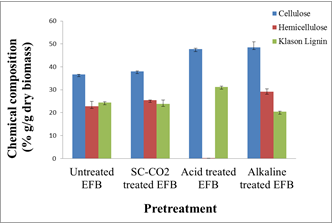 60
50
40
30
20
10
0
Chemical composition
(% g/g dry biomass)
Cellulose
Hemicellulose
Klason Lignin
Untreated
EFB
SC-CO2
treated EFB
Acid treated
EFB
Alkaline
treated EFB
Pretreatment